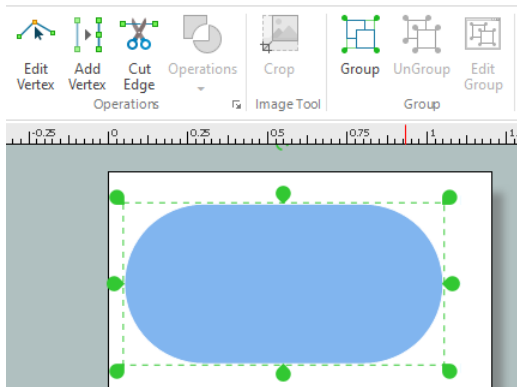 Edit Add Cut Operations Crop Group UnGroup Edit
Vertex Vertex Edge Group
Operations Image Tool Group
-0.25 0 0.25 0.5 0.75 1